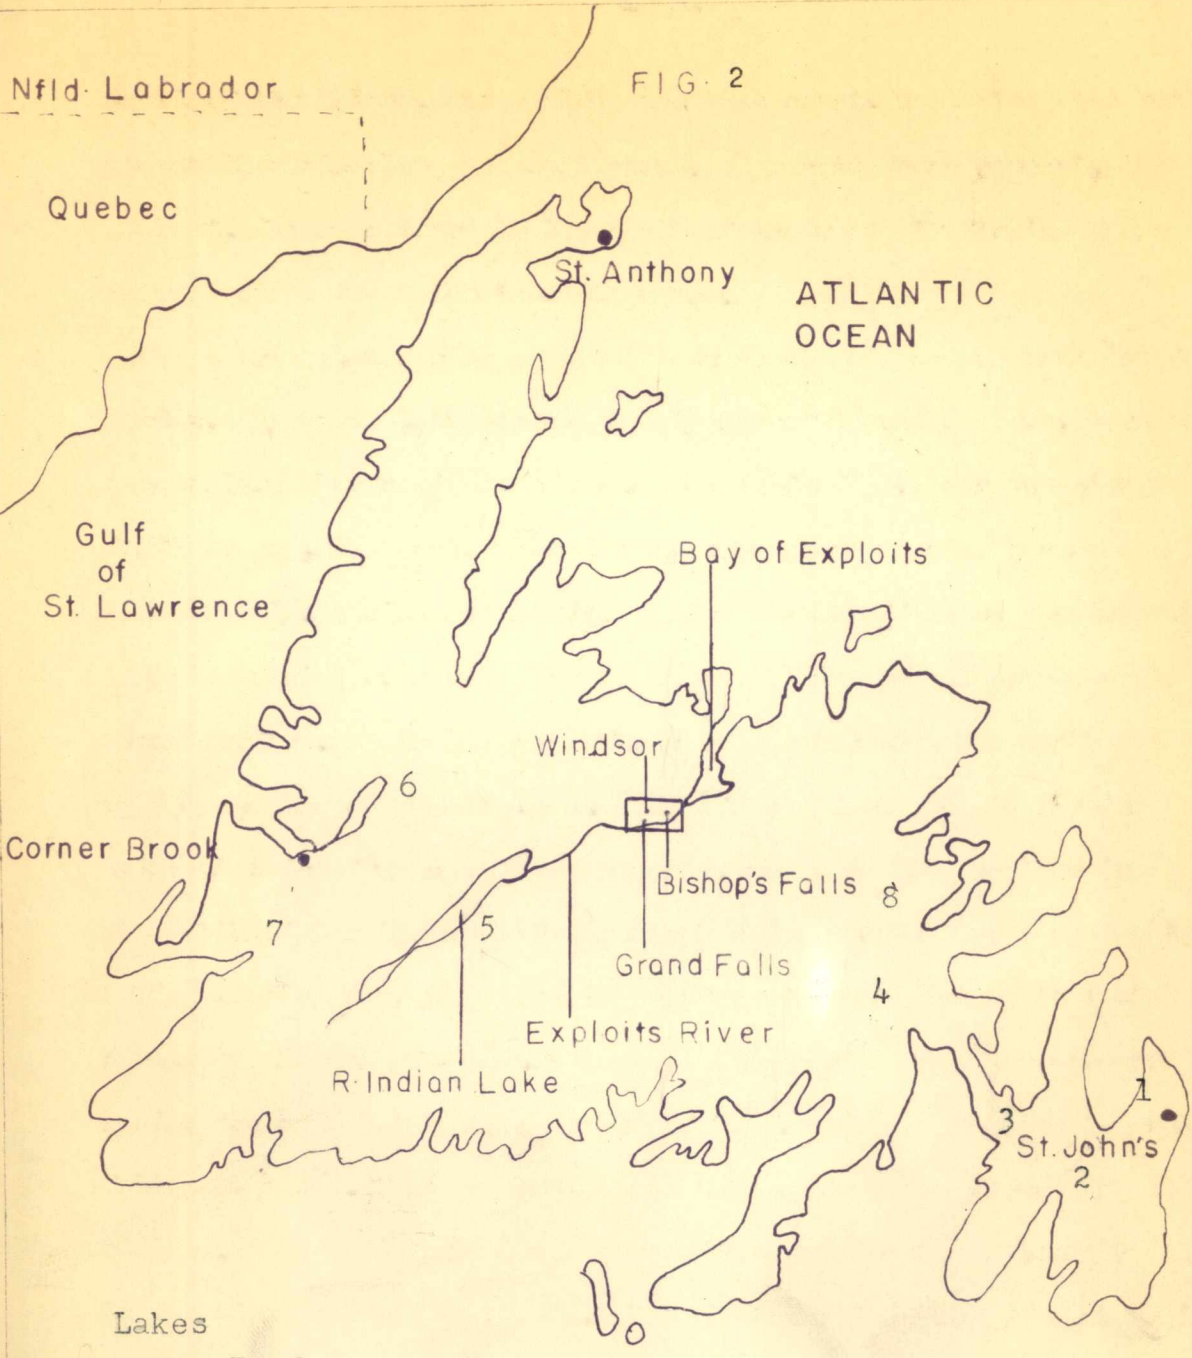 Nfld. Labrador
FIG. 2
Quebec
St. Anthony
ATLANTIC
OCEAN
Gulf
of
St. Lawrence
Bay of Exploits
Windsor
6
Corner Brook
Bishop's Falls
8
7
5
Grand Falls
4
Exploits River
R. Indian Lake
1
3
St. John's
2
Lakes